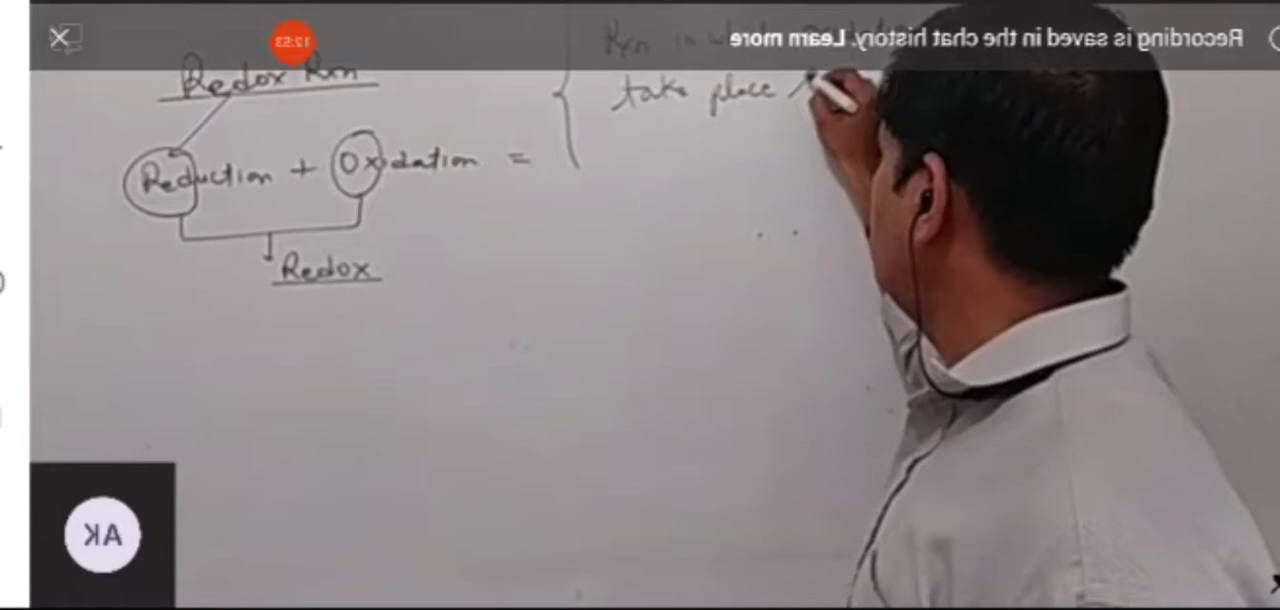 Recording is saved in the chat history. Learn more
12:53
Redox Rxn
Rxn in
take place
Reduction + Oxidation =
Redox
AK